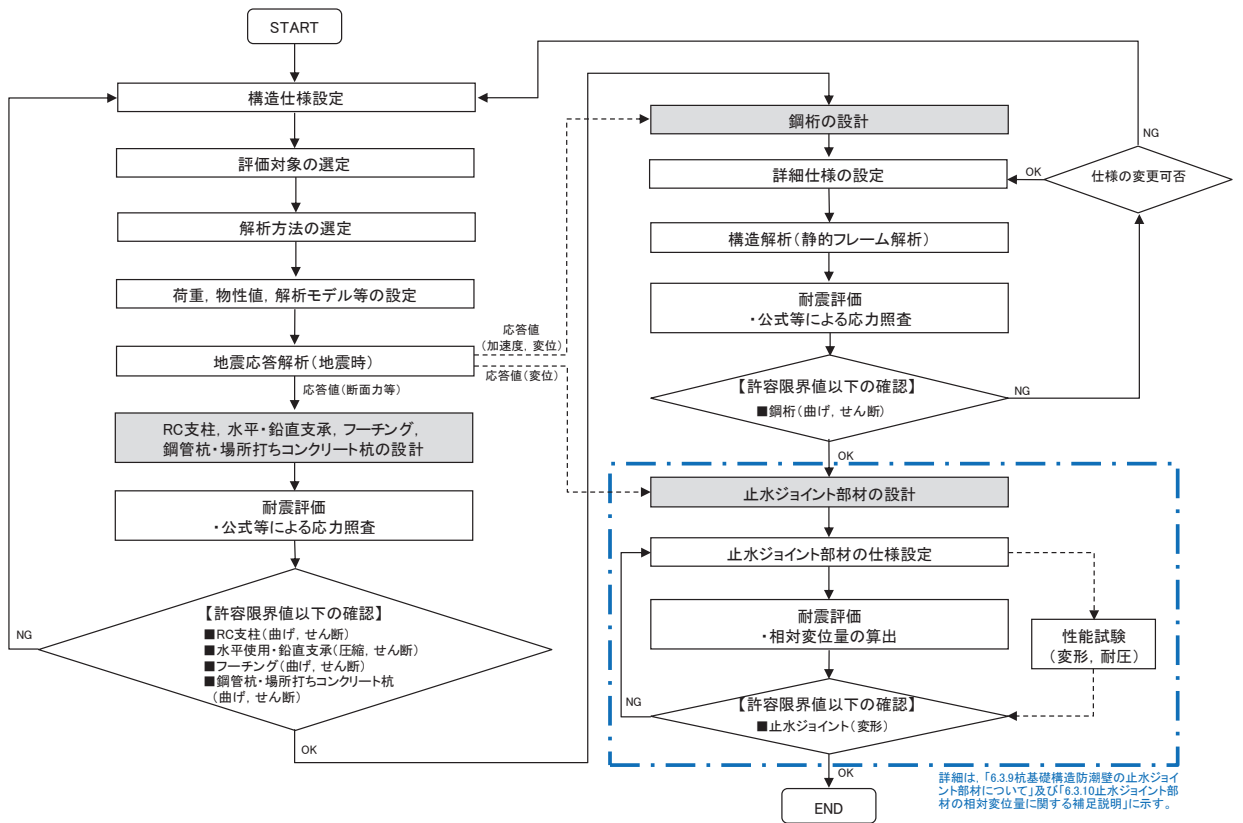 START
構造仕様設定
評価対象の選定
解析方法の選定
荷重, 物性値, 解析モデル等の設定
地震応答解析(地震時)
応答値
(加速度, 変位)
応答値(変位)
応答値(断面力等)
RC支柱, 水平・鉛直支承, フーチング,
鋼管杭・場所打ちコンクリート杭の設計
耐震評価
・公式等による応力照査
【許容限界値以下の確認】
■RC支柱(曲げ, せん断)
■水平使用・鉛直支承(圧縮, せん断)
■フーチング(曲げ, せん断)
■鋼管杭・場所打ちコンクリート杭
(曲げ, せん断)
NG
OK
鋼桁の設計
詳細仕様の設定
OK
仕様の変更可否
NG
構造解析(静的フレーム解析)
耐震評価
・公式等による応力照査
【許容限界値以下の確認】
■鋼桁(曲げ, せん断)
NG
OK
止水ジョイント部材の設計
止水ジョイント部材の仕様設定
耐震評価
・相対変位量の算出
性能試験
(変形, 耐圧)
【許容限界値以下の確認】
■止水ジョイント(変形)
NG
OK
END
詳細は,「6.3.9杭基礎構造防潮壁の止水ジョイ
ント部材について」及び「6.3.10止水ジョイント部
材の相対変位量に関する補足説明」に示す。